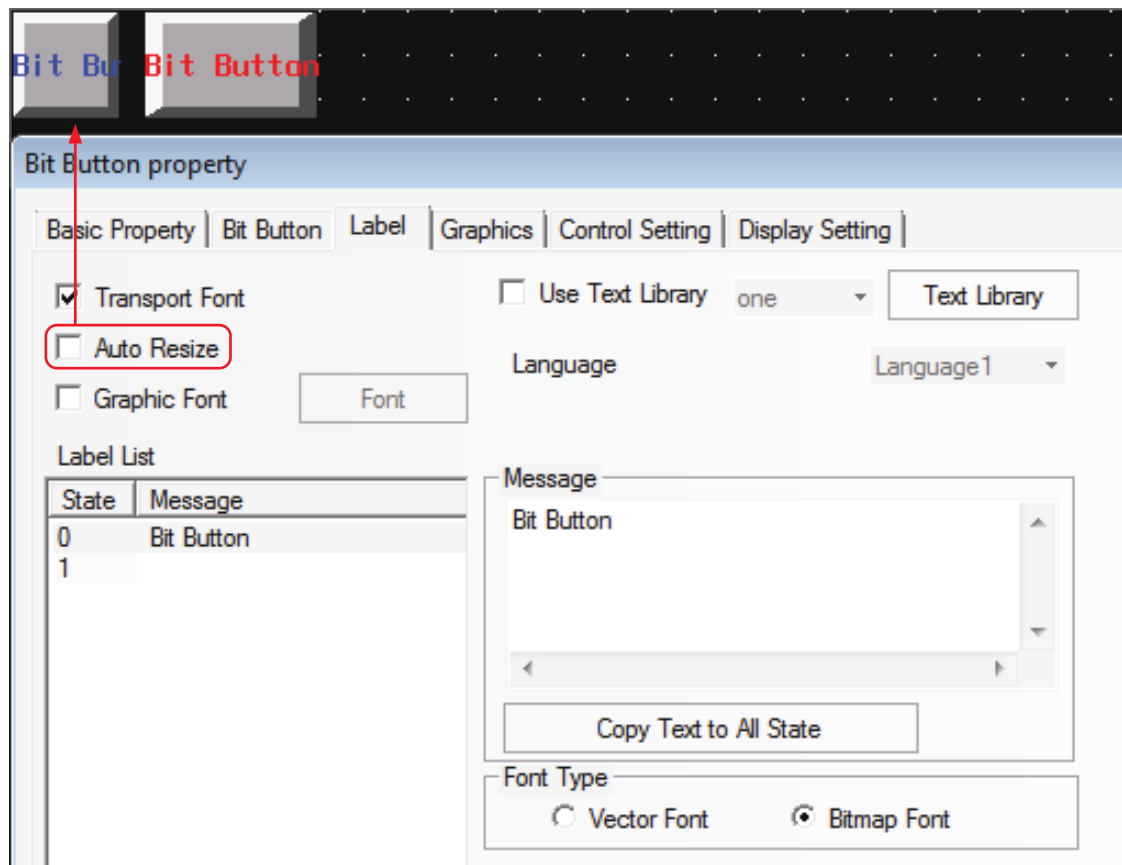 Bit Bu Bit Button
Bit Button property
Basic Property Bit Button Label Graphics Control Setting Display Setting
Transport Font
Use Text Library one Text Library
Auto Resize
Language Language1
Graphic Font Font
Label List
State Message
0 Bit Button
1
Message
Bit Button
Copy Text to All State
Font Type
Vector Font Bitmap Font